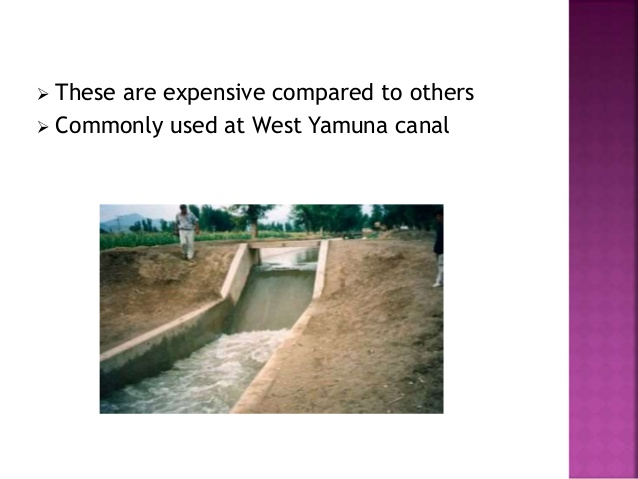 ➢ These are expensive compared to others
➢ Commonly used at West Yamuna canal